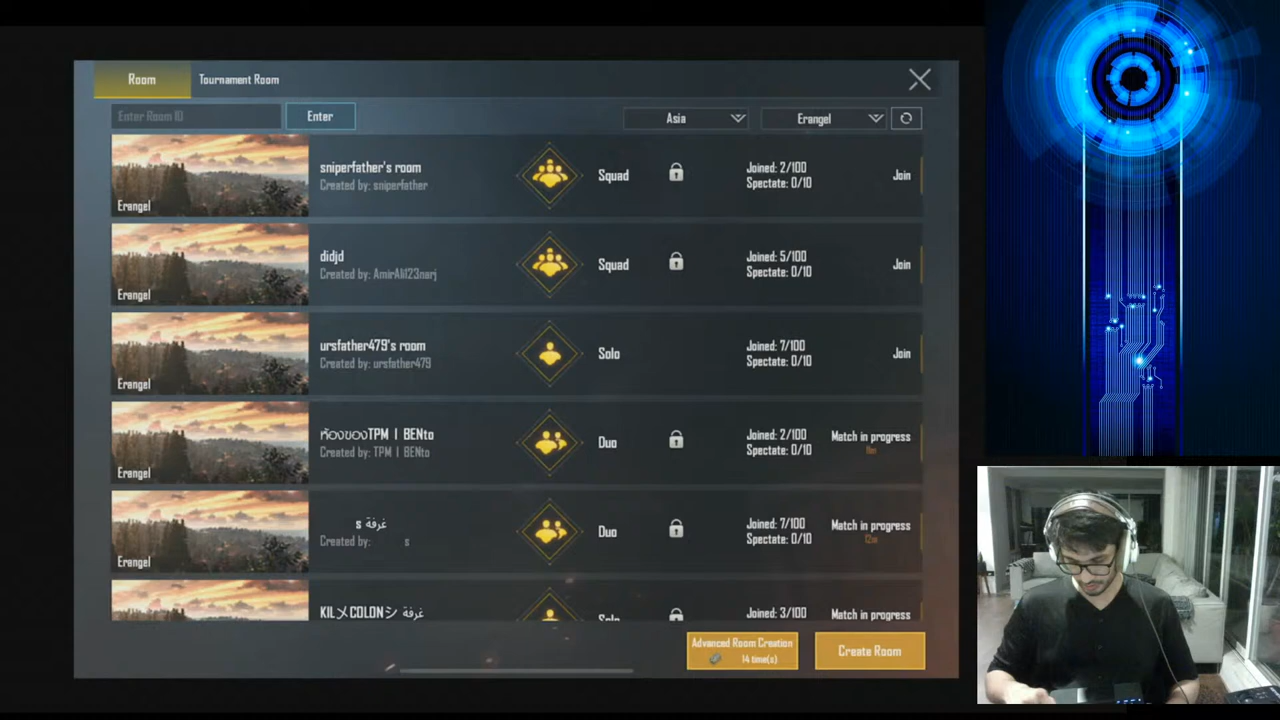 Room
Tournament Room
Enter Room ID
Enter
Asia
Erangel
Erangel
sniperfather's room
Created by: sniperfather
Squad
Joined: 2/100
Spectate: 0/10
Join
Erangel
didjd
Created by: AmirAli123narj
Squad
Joined: 5/100
Spectate: 0/10
Join
Erangel
ursfather479's room
Created by: ursfather479
Solo
Joined: 7/100
Spectate: 0/10
Join
Erangel
ห้องของTPM | BENto
Created by: TPM | BENto
Duo
Joined: 2/100
Spectate: 0/10
Match in progress
Erangel
غرفة s
Created by: s
Duo
Joined: 7/100
Spectate: 0/10
Match in progress
12m
KILメCOLONシ غرفة
Solo
Joined: 3/100
Match in progress
Advanced Room Creation
14 time(s)
Create Room